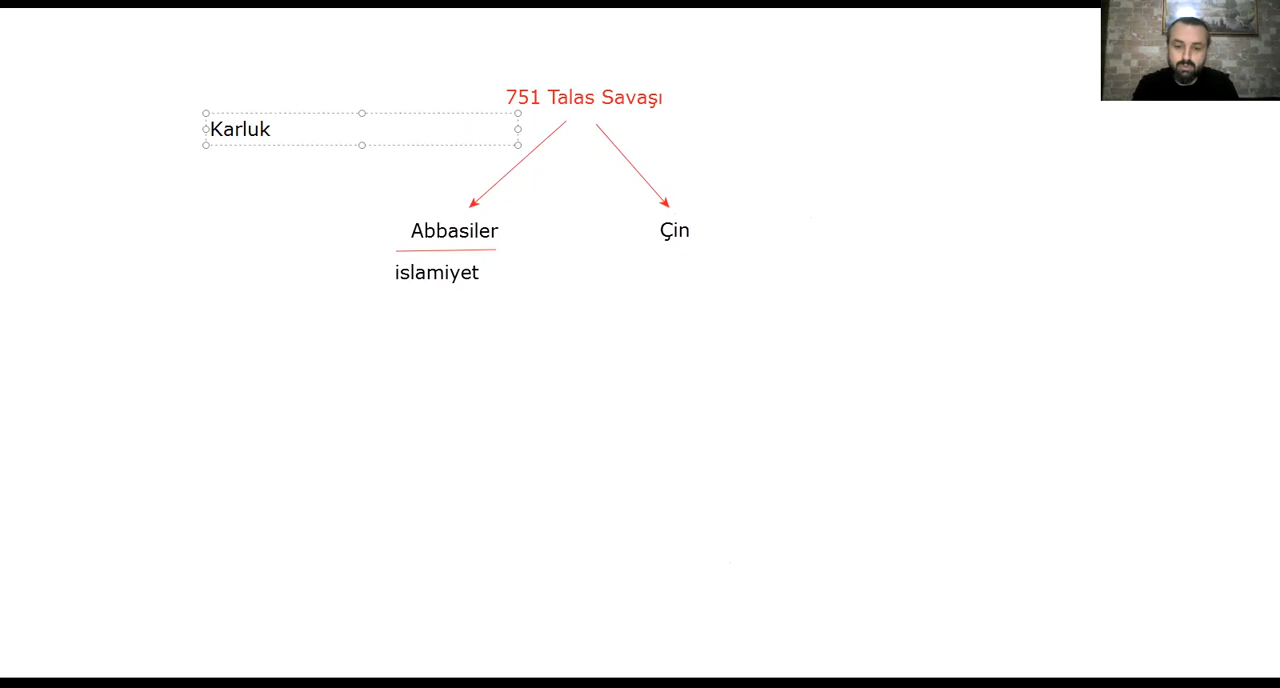 751 Talas Savaşı
Karluk
Abbasiler
Çin
islamiyet